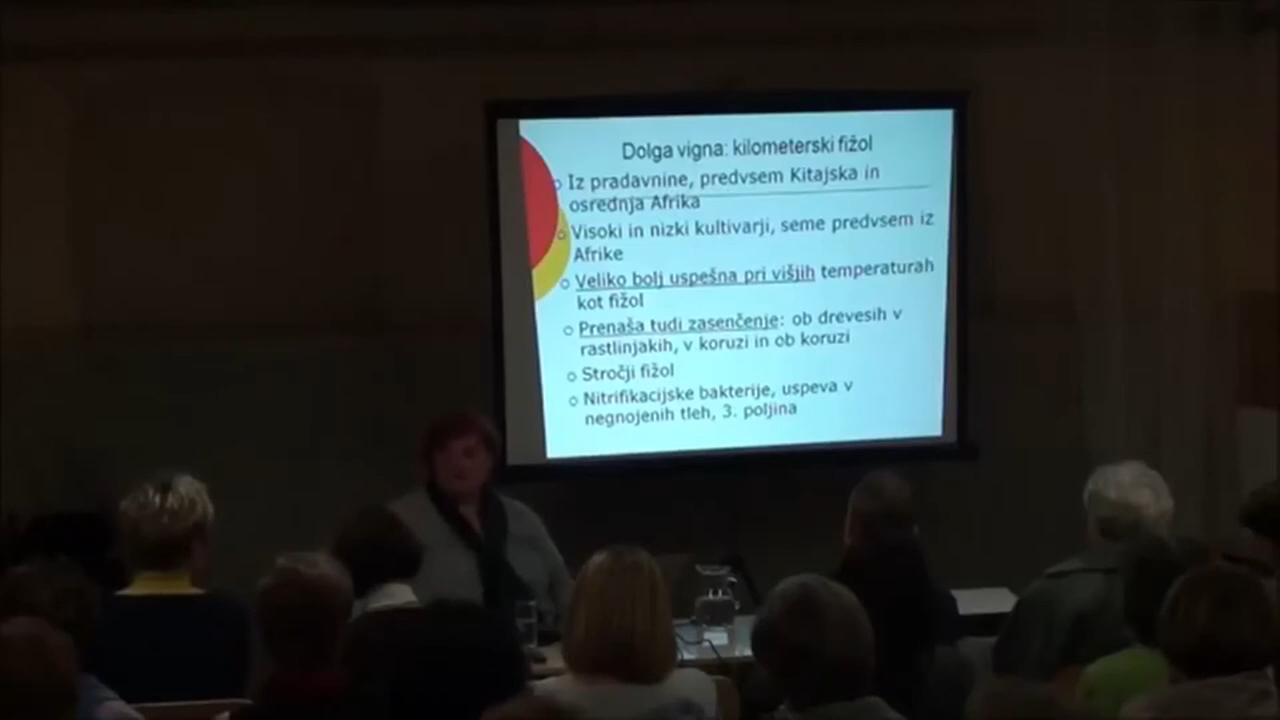 Dolga vigna: kilometerski fižol
Iz pradavnine, predvsem Kitajska in
osrednja Afrika
Visoki in nizki kultivarji, seme predvsem iz
Afrike
Veliko bolj uspešna pri višjih temperaturah
kot fižol
Prenaša tudi zasenčenje: ob drevesih v
rastlinjakih, v koruzi in ob koruzi
Stročji fižol
Nitrifikacijske bakterije, uspeva v
negnojenih tleh, 3. poljina